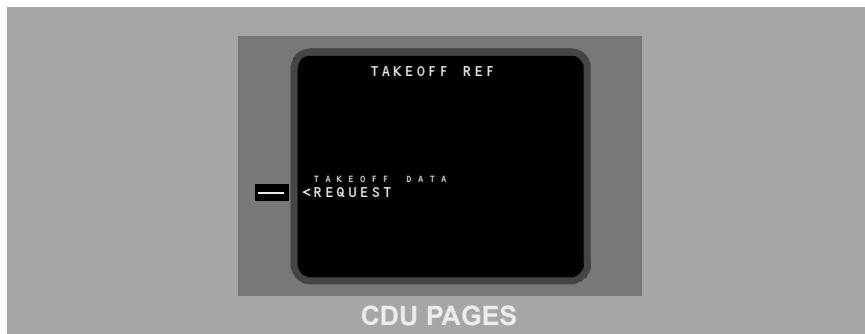 TAKEOFF REF
TAKEOFF DATA
<REQUEST
CDU PAGES